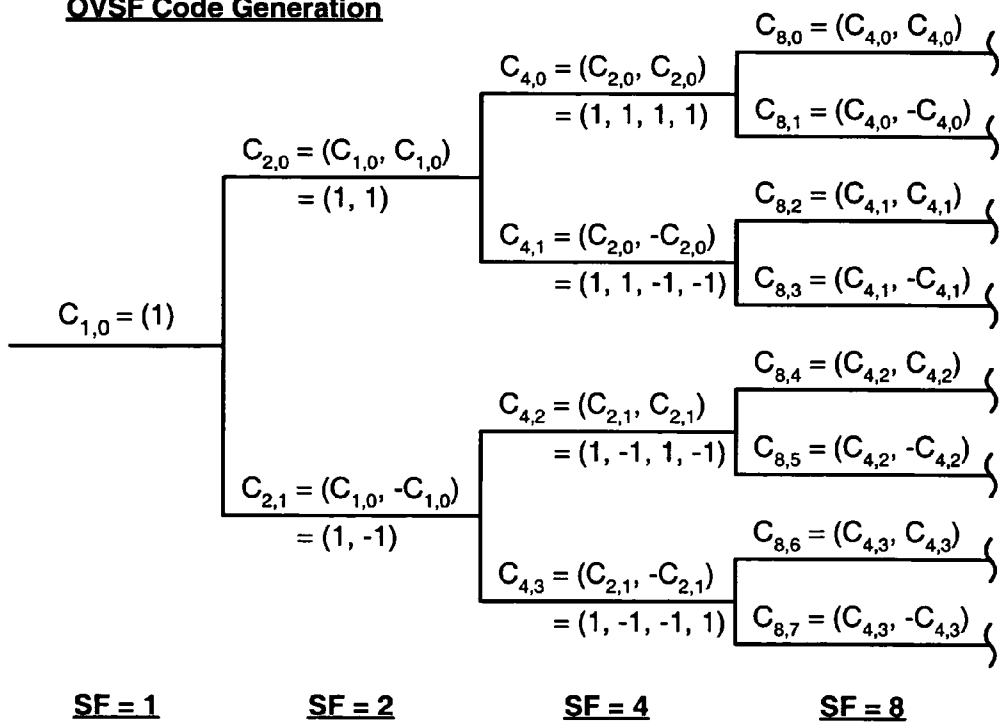 OVSF Code Generation
C1,0 = (1)
C2,0 = (C1,0, C1,0)
= (1, 1)
C2,1 = (C1,0, -C1,0)
= (1, -1)
C4,0 = (C2,0, C2,0)
= (1, 1, 1, 1)
C4,1 = (C2,0, -C2,0)
= (1, 1, -1, -1)
C4,2 = (C2,1, C2,1)
= (1, -1, 1, -1)
C4,3 = (C2,1, -C2,1)
= (1, -1, -1, 1)
C8,0 = (C4,0, C4,0)
C8,1 = (C4,0, -C4,0)
C8,2 = (C4,1, C4,1)
C8,3 = (C4,1, -C4,1)
C8,4 = (C4,2, C4,2)
C8,5 = (C4,2, -C4,2)
C8,6 = (C4,3, C4,3)
C8,7 = (C4,3, -C4,3)
SF = 1
SF = 2
SF = 4
SF = 8